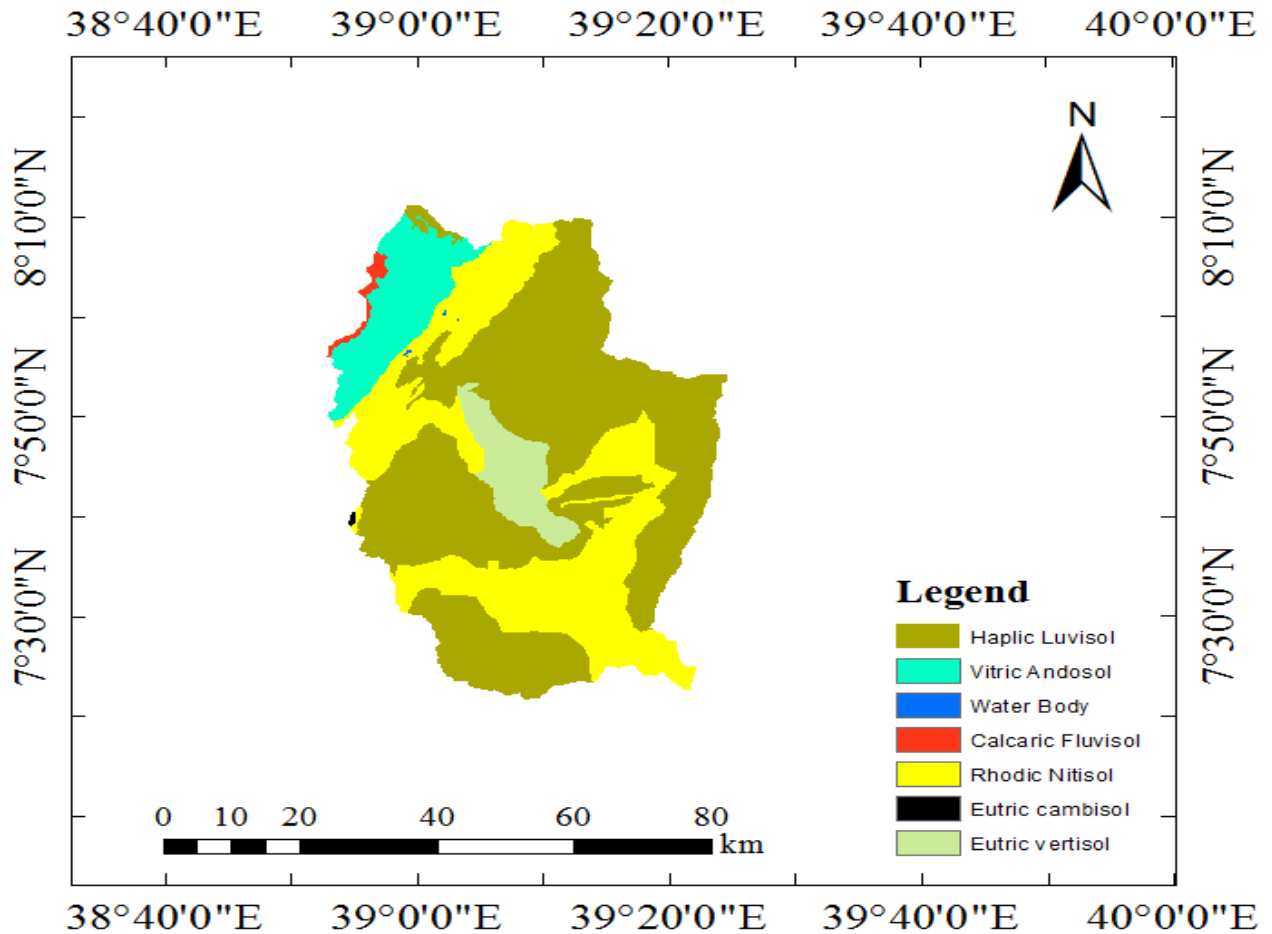 38°40'0"E 39°0'0"E 39°20'0"E 39°40'0"E 40°0'0"E
N
8°10'0"N
8°10'0"N
7°50'0"N
7°50'0"N
7°30'0"N
7°30'0"N
Legend
Haplic Luvisol
Vitric Andosol
Water Body
Calcaric Fluvisol
Rhodic Nitisol
Eutric cambisol
Eutric vertisol
0 10 20 40 60 80
km
38°40'0"E 39°0'0"E 39°20'0"E 39°40'0"E 40°0'0"E